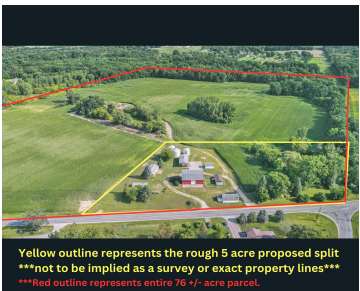 Yellow outline represents the rough 5 acre proposed split
***not to be implied as a survey or exact property lines***
***Red outline represents entire 76 +/- acre parcel.